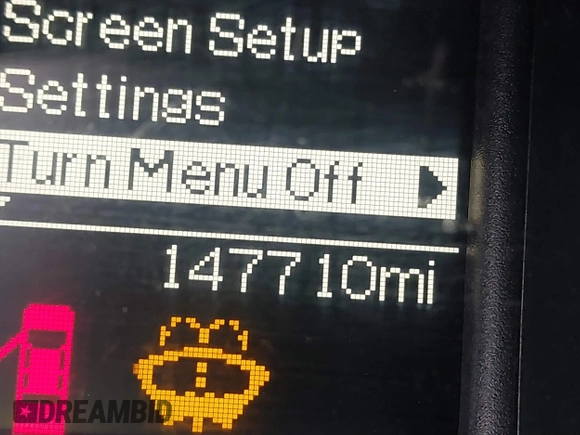 Screen Setup
Settings
Turn Menu Off
147710mi
DREAMBID